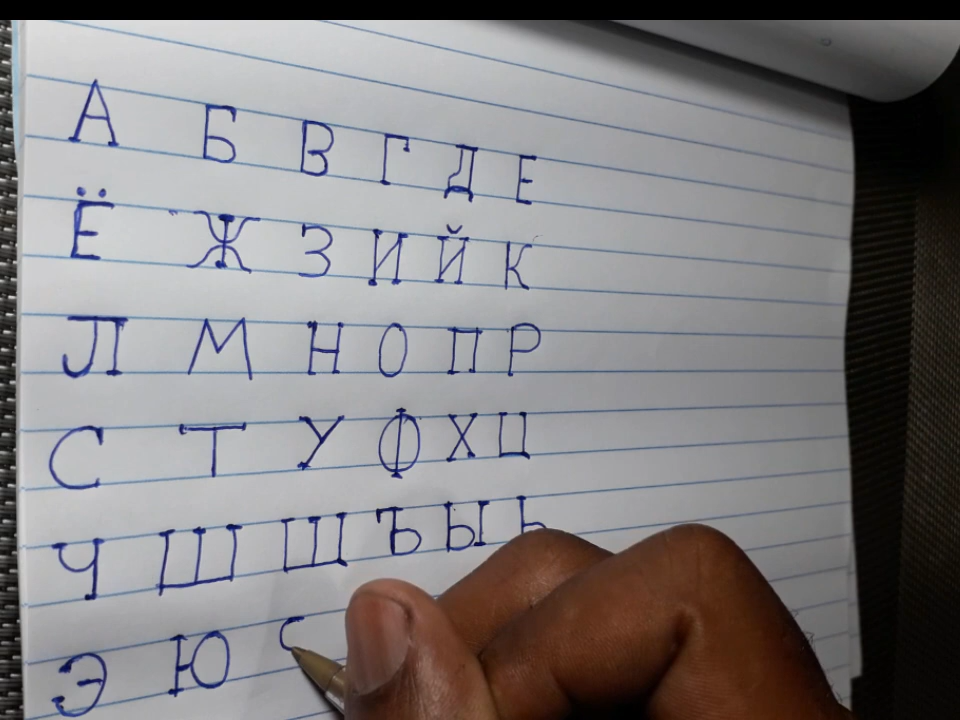 А Б В Г Д Е
Ё Ж З И Й К
Л М Н О П Р
С Т У Ф Х Ц
Ч Ш Щ Ъ Ы Ь
Э Ю